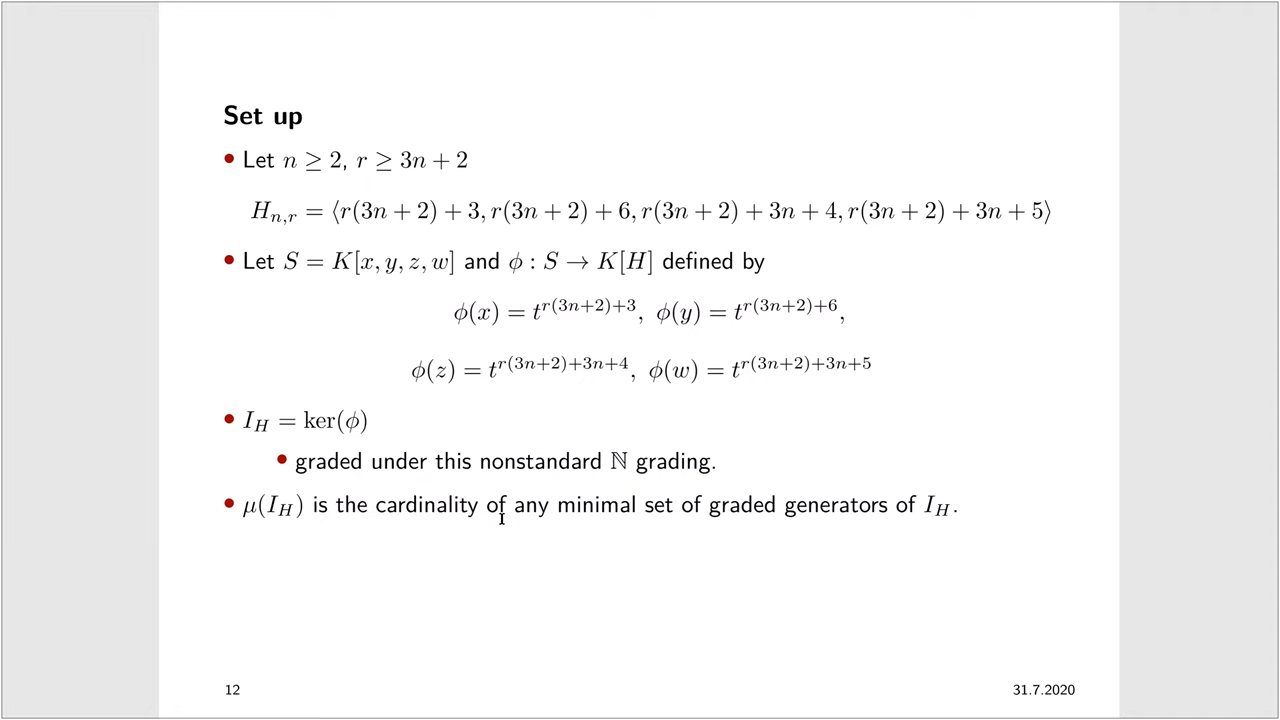 Set up
• Let n ≥ 2, r ≥ 3n + 2
H_{n,r} = ⟨r(3n + 2) + 3, r(3n + 2) + 6, r(3n + 2) + 3n + 4, r(3n + 2) + 3n + 5⟩
• Let S = K[x, y, z, w] and ϕ : S → K[H] defined by
ϕ(x) = t^{r(3n+2)+3}, ϕ(y) = t^{r(3n+2)+6},
ϕ(z) = t^{r(3n+2)+3n+4}, ϕ(w) = t^{r(3n+2)+3n+5}
• I_H = ker(ϕ)
• graded under this nonstandard ℕ grading.
• μ(I_H) is the cardinality of any minimal set of graded generators of I_H.
12 31.7.2020